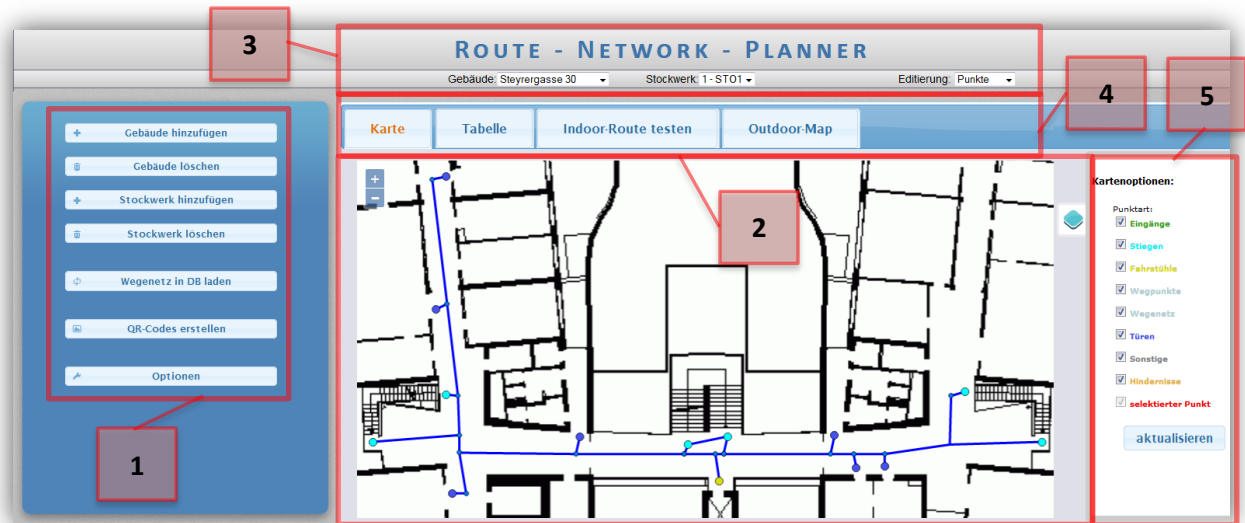 3
ROUTE - NETWORK - PLANNER
Gebäude: Steyrergasse 30
Stockwerk: 1 - STO1
Editierung: Punkte
4
5
Gebäude hinzufügen
Gebäude löschen
Stockwerk hinzufügen
Stockwerk löschen
Wegenetz in DB laden
QR-Codes erstellen
Optionen
1
Karte
Tabelle
Indoor-Route testen
Outdoor-Map
+
−
2
Kartenoptionen:
Punktart:
Eingänge
Stiegen
Fahrstühle
Wegpunkte
Wegenetz
Türen
Sonstige
Hindernisse
selektierter Punkt
aktualisieren